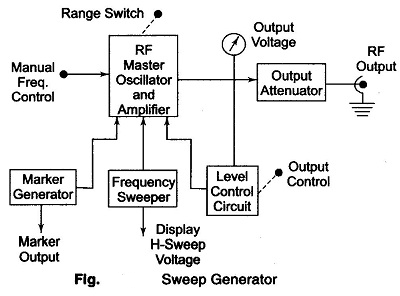 Range Switch
Output
Voltage
RF
Master
Oscillator
and
Amplifier
RF
Output
Manual
Freq.
Control
Output
Attenuator
Marker
Generator
Frequency
Sweeper
Level
Control
Circuit
Output
Control
Marker
Output
Display
H-Sweep
Voltage
Fig. Sweep Generator